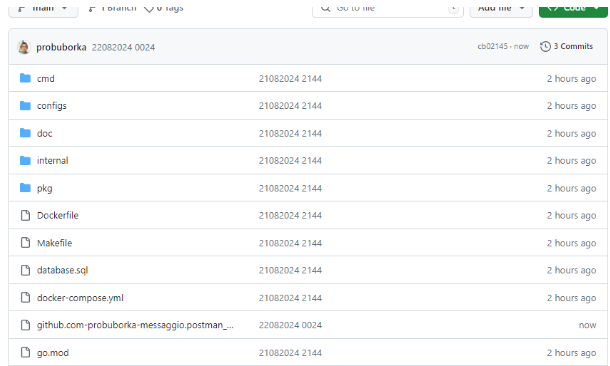 main 1 Branch 0 Tags Go to file Add file Code
probuborka 22082024 0024 cb02145 · now 3 Commits
cmd 21082024 2144 2 hours ago
configs 21082024 2144 2 hours ago
doc 21082024 2144 2 hours ago
internal 21082024 2144 2 hours ago
pkg 21082024 2144 2 hours ago
Dockerfile 21082024 2144 2 hours ago
Makefile 21082024 2144 2 hours ago
database.sql 21082024 2144 2 hours ago
docker-compose.yml 21082024 2144 2 hours ago
github.com-probuborka-messaggio.postman_... 22082024 0024 now
go.mod 21082024 2144 2 hours ago